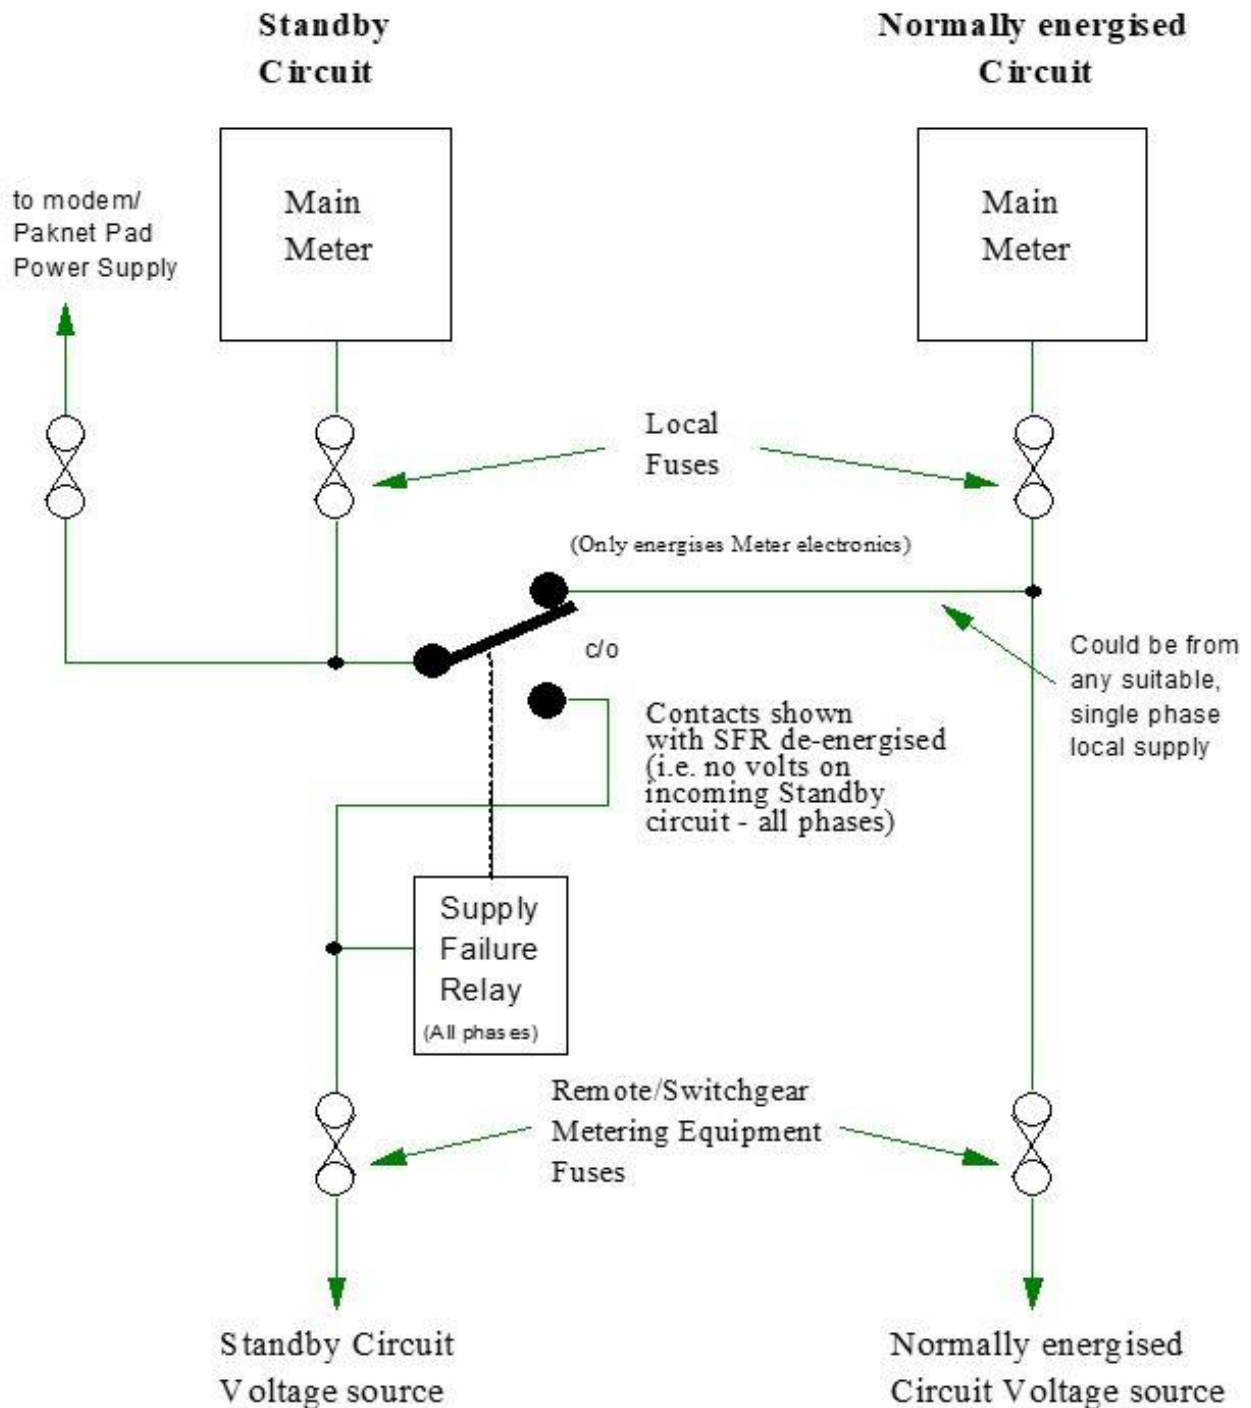 Standby
Circuit
Normally energised
Circuit
to modem/
Paknet Pad
Power Supply
Main
Meter
Main
Meter
Local
Fuses
(Only energises Meter electronics)
c/o
Could be from
any suitable,
single phase
local supply
Contacts shown
with SFR de-energised
(i.e. no volts on
incoming Standby
circuit - all phases)
Supply
Failure
Relay
(All phases)
Remote/Switchgear
Metering Equipment
Fuses
Standby Circuit
Voltage source
Normally energised
Circuit Voltage source